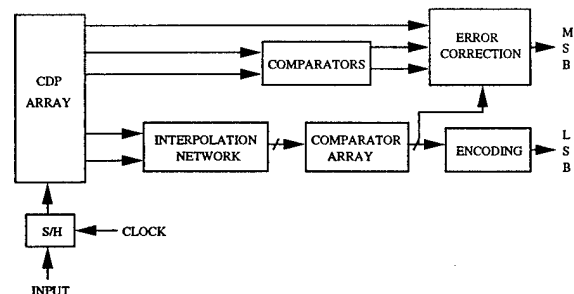 CDP
ARRAY
COMPARATORS
ERROR
CORRECTION
M
S
B
INTERPOLATION
NETWORK
COMPARATOR
ARRAY
ENCODING
L
S
B
S/H
CLOCK
INPUT